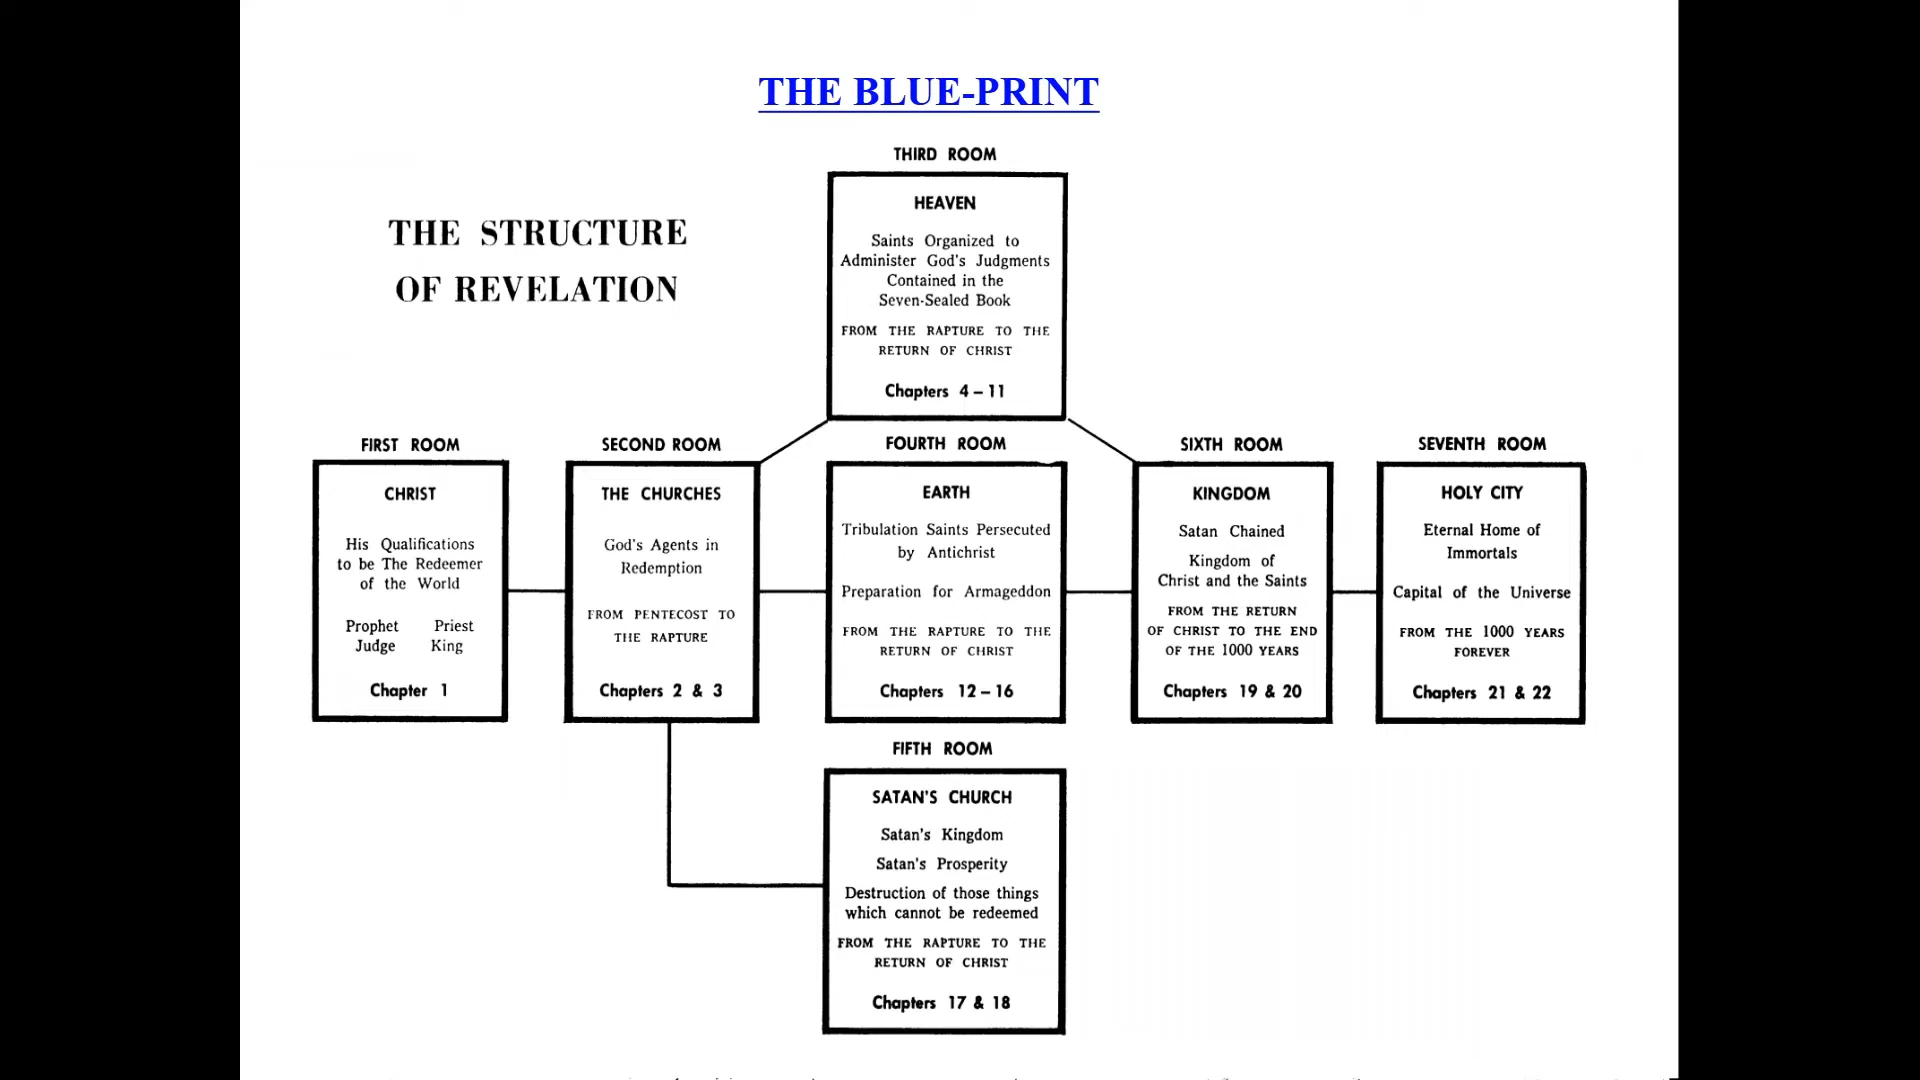 THE BLUE-PRINT
THE STRUCTURE
OF REVELATION
THIRD ROOM
HEAVEN
Saints Organized to
Administer God's Judgments
Contained in the
Seven-Sealed Book
FROM THE RAPTURE TO THE
RETURN OF CHRIST
Chapters 4 – 11
FIRST ROOM
CHRIST
His Qualifications
to be The Redeemer
of the World
Prophet Priest
Judge King
Chapter 1
SECOND ROOM
THE CHURCHES
God's Agents in
Redemption
FROM PENTECOST TO
THE RAPTURE
Chapters 2 & 3
FOURTH ROOM
EARTH
Tribulation Saints Persecuted
by Antichrist
Preparation for Armageddon
FROM THE RAPTURE TO THE
RETURN OF CHRIST
Chapters 12 – 16
FIFTH ROOM
SATAN'S CHURCH
Satan's Kingdom
Satan's Prosperity
Destruction of those things
which cannot be redeemed
FROM THE RAPTURE TO THE
RETURN OF CHRIST
Chapters 17 & 18
SIXTH ROOM
KINGDOM
Satan Chained
Kingdom of
Christ and the Saints
FROM THE RETURN
OF CHRIST TO THE END
OF THE 1000 YEARS
Chapters 19 & 20
SEVENTH ROOM
HOLY CITY
Eternal Home of
Immortals
Capital of the Universe
FROM THE 1000 YEARS
FOREVER
Chapters 21 & 22